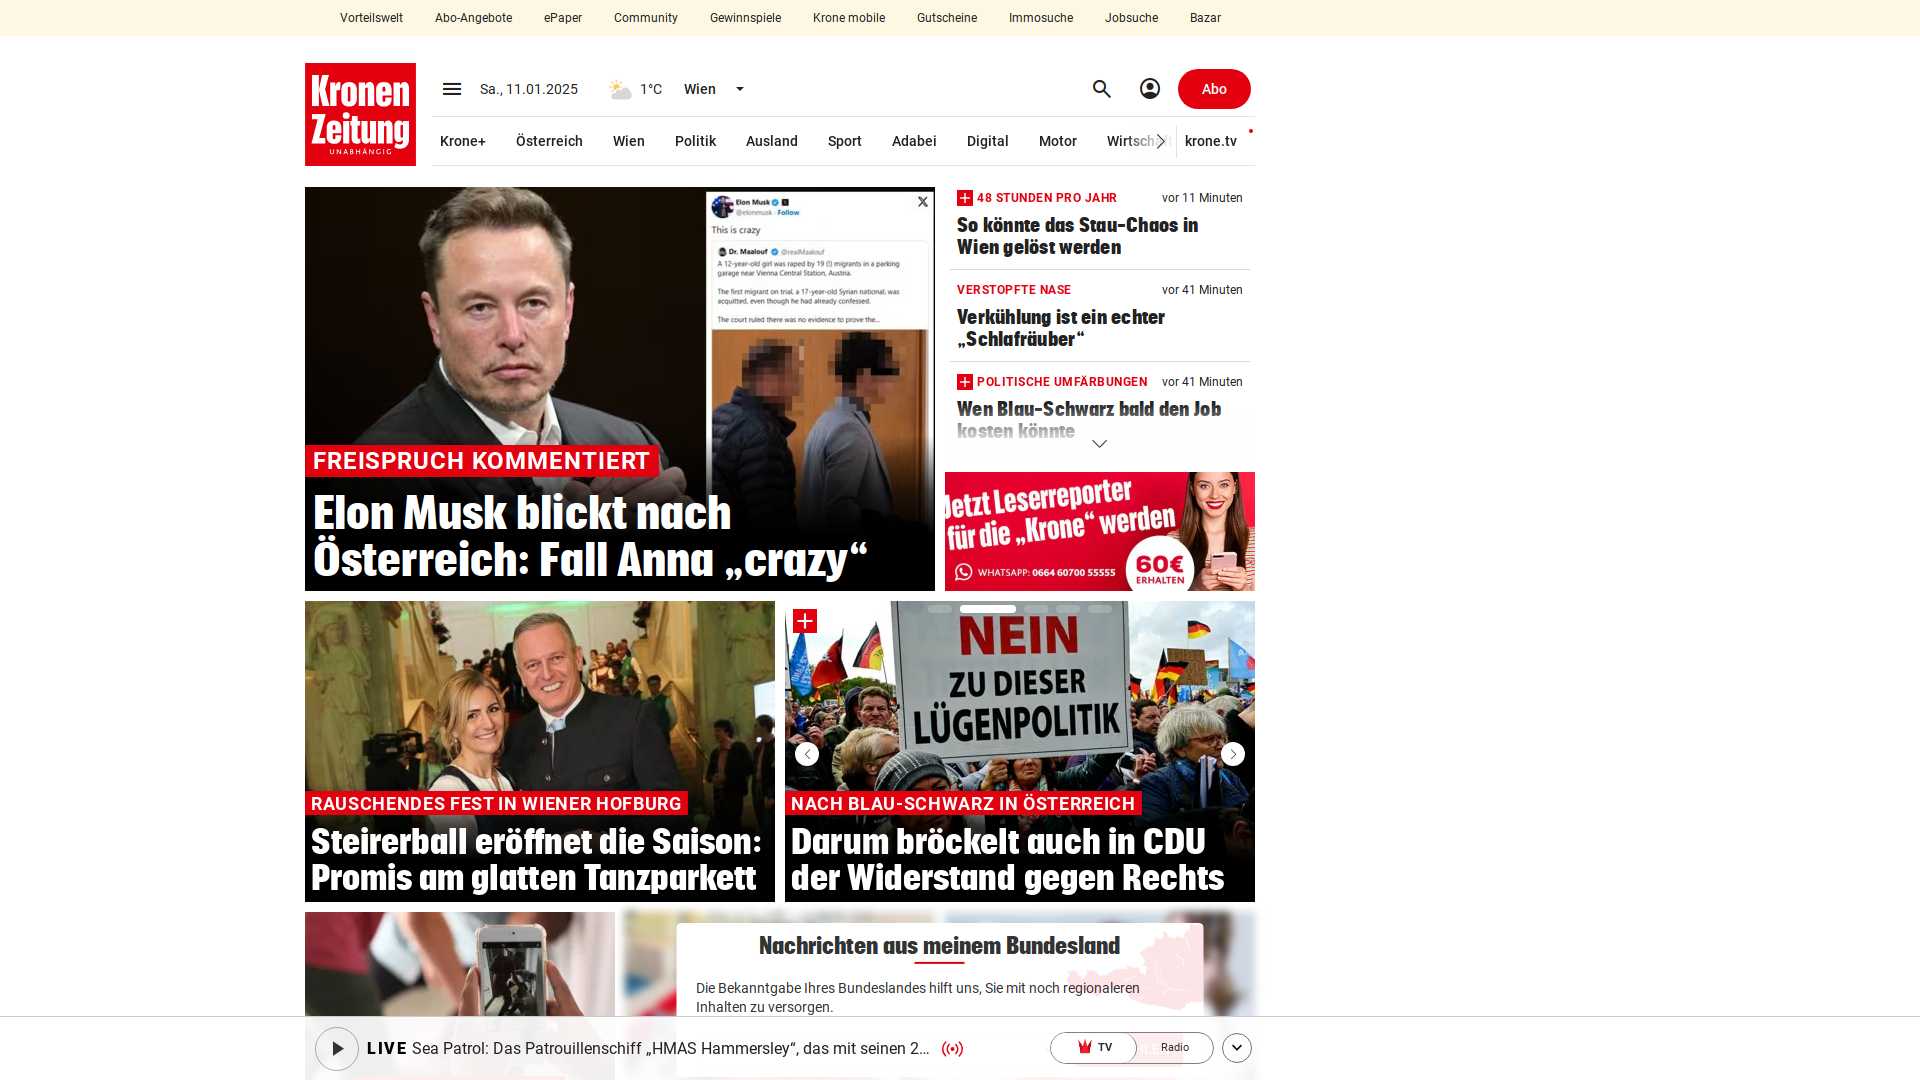 Vorteilswelt Abo-Angebote ePaper Community Gewinnspiele Krone mobile Gutscheine Immosuche Jobsuche Bazar
Kronen
Zeitung
UNABHÄNGIG
Sa., 11.01.2025 1°C Wien
Abo
Krone+ Österreich Wien Politik Ausland Sport Adabei Digital Motor krone.tv
Elon Musk
@elonmusk · Follow
This is crazy
Dr. Maalouf @realMaalouf
A 12-year-old girl was raped by 19 (!) migrants in a parking
garage near Vienna Central Station, Austria.
The first migrant on trial, a 17-year-old Syrian national, was
acquitted, even though he had already confessed.
The court ruled there was no evidence to prove the...
FREISPRUCH KOMMENTIERT
Elon Musk blickt nach
Österreich: Fall Anna „crazy“
48 STUNDEN PRO JAHR vor 11 Minuten
So könnte das Stau-Chaos in
Wien gelöst werden
VERSTOPFTE NASE vor 41 Minuten
Verkühlung ist ein echter
„Schlafräuber“
POLITISCHE UMFÄRBUNGEN vor 41 Minuten
Wen Blau-Schwarz bald den Job
kosten könnte
Jetzt Leserreporter
für die „Krone“ werden
WHATSAPP: 0664 60700 55555
60€
ERHALTEN
RAUSCHENDES FEST IN WIENER HOFBURG
Steirerball eröffnet die Saison:
Promis am glatten Tanzparkett
NEIN
ZU DIESER
LÜGENPOLITIK
NACH BLAU-SCHWARZ IN ÖSTERREICH
Darum bröckelt auch in CDU
der Widerstand gegen Rechts
Nachrichten aus meinem Bundesland
Die Bekanntgabe Ihres Bundeslandes hilft uns, Sie mit noch regionaleren
Inhalten zu versorgen.
LIVE Sea Patrol: Das Patrouillenschiff „HMAS Hammersley“, das mit seinen 2...
TV Radio